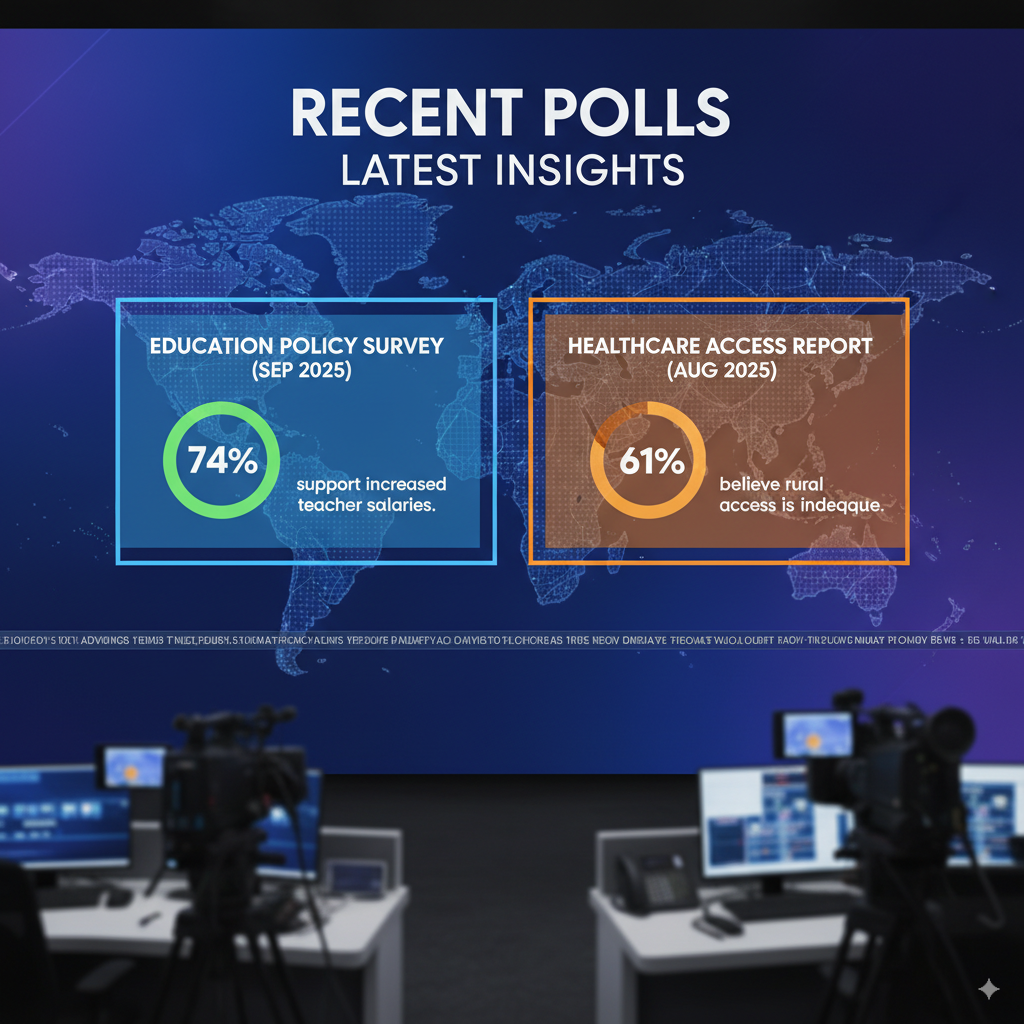 RECENT POLLS
LATEST INSIGHTS
EDUCATION POLICY SURVEY
(SEP 2025)
74%
support increased
teacher salaries.
HEALTHCARE ACCESS REPORT
(AUG 2025)
61%
believe rural
access is indeqque.